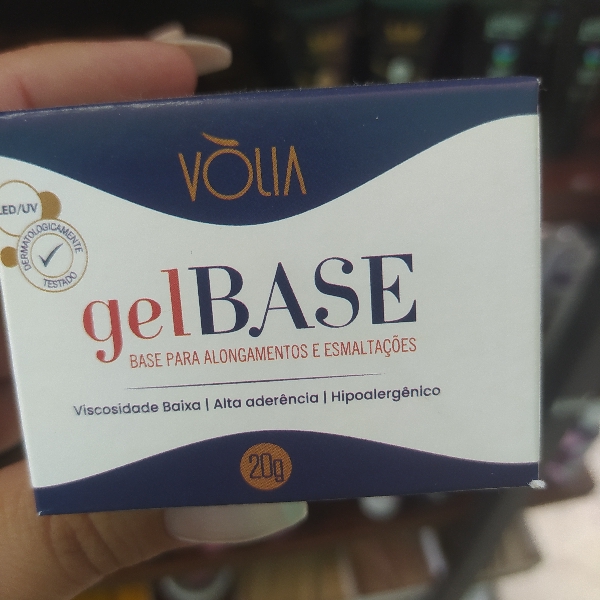 VÒLIA
LED/UV
DERMATOLOGICAMENTE
TESTADO
gelBASE
BASE PARA ALONGAMENTOS E ESMALTAÇÕES
Viscosidade Baixa | Alta aderência | Hipoalergênico
20g